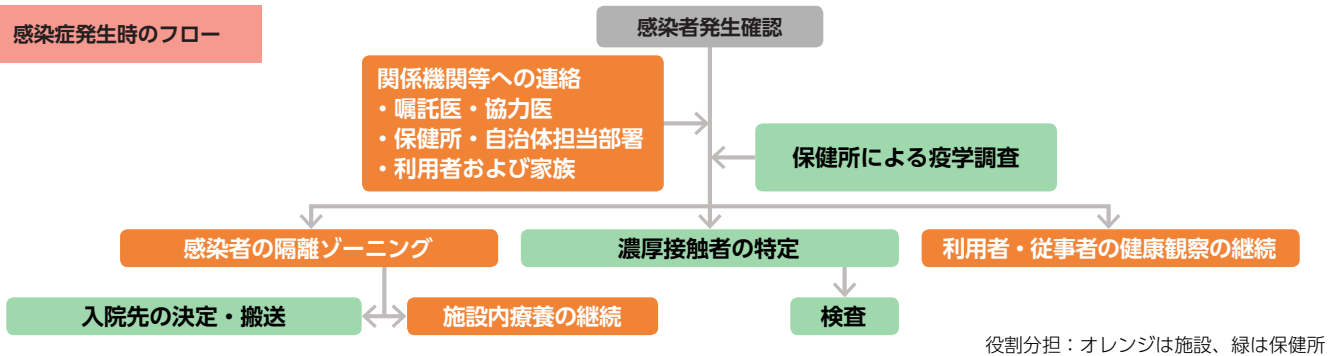 感染症発生時のフロー
感染者発生確認
関係機関等への連絡
・嘱託医・協力医
・保健所・自治体担当部署
・利用者および家族
保健所による疫学調査
感染者の隔離ゾーニング
濃厚接触者の特定
利用者・従事者の健康観察の継続
入院先の決定・搬送
施設内療養の継続
検査
役割分担：オレンジは施設、緑は保健所